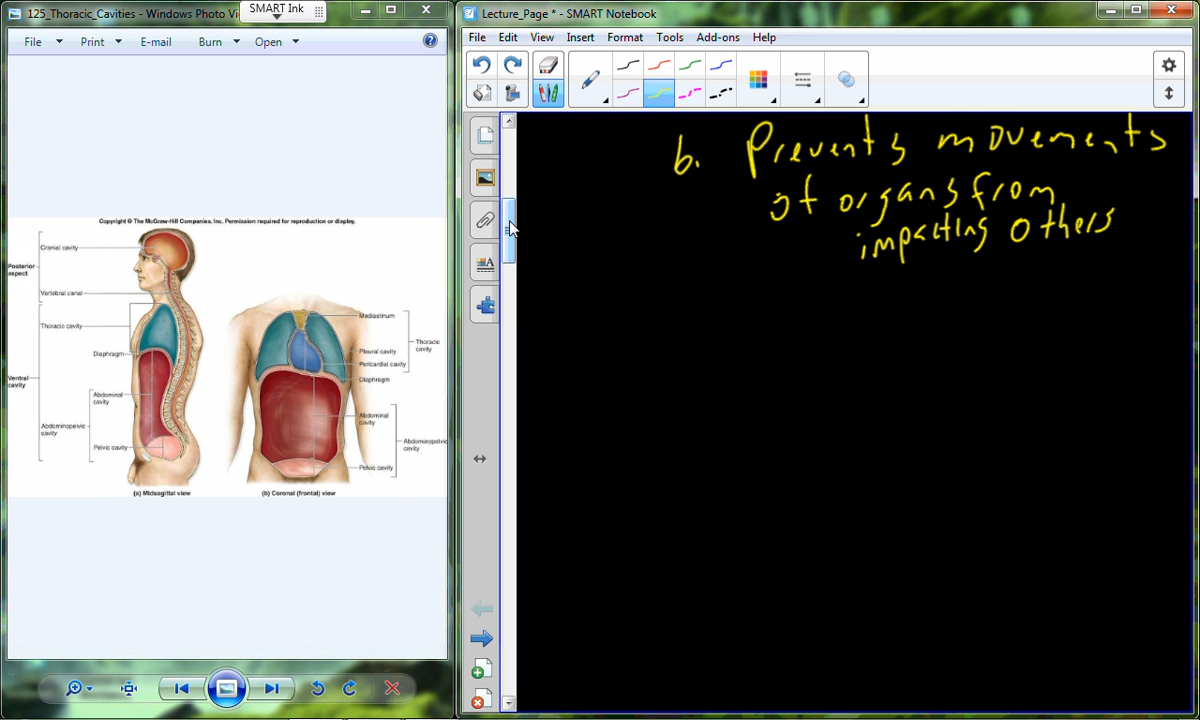 125_Thoracic_Cavities - Windows Photo Vi
SMART Ink
File Print E-mail Burn Open
Copyright © The McGraw-Hill Companies, Inc. Permission required for reproduction or display.
Cranial cavity
Posterior
aspect
Vertebral canal
Thoracic cavity
Diaphragm
Ventral
cavity
Abdominal
cavity
Abdominopelvic
cavity
Pelvic cavity
(a) Midsagittal view
Mediastinum
Thoracic
cavity
Pleural cavity
Pericardial cavity
Diaphragm
Abdominal
cavity
Abdominopelvic
cavity
Pelvic cavity
(b) Coronal (frontal) view
Lecture_Page * - SMART Notebook
File Edit View Insert Format Tools Add-ons Help
b. Prevents movements
of organs from
impacting others